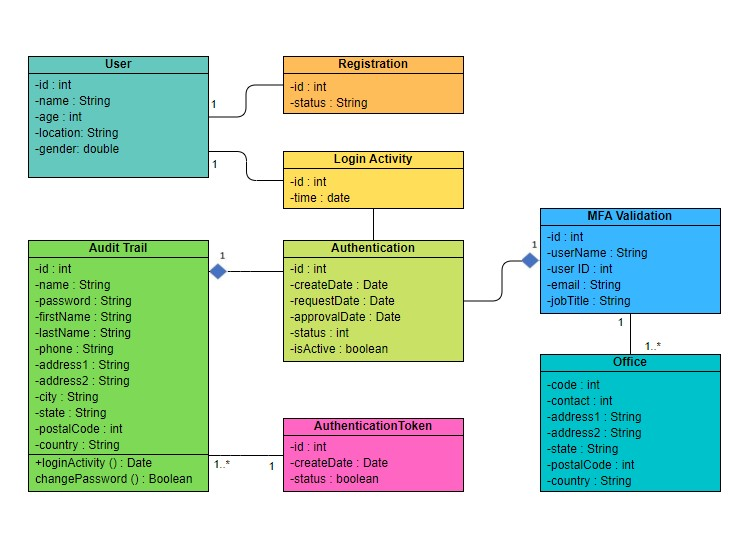 User
-id : int
-name : String
-age : int
-location: String
-gender: double
1
1
Registration
-id : int
-status : String
Login Activity
-id : int
-time : date
Audit Trail
-id : int
-name : String
-password : String
-firstName : String
-lastName : String
-phone : String
-address1 : String
-address2 : String
-city : String
-state : String
-postalCode : int
-country : String
+loginActivity () : Date
changePassword () : Boolean
1
1..*
1
Authentication
-id : int
-createDate : Date
-requestDate : Date
-approvalDate : Date
-status : int
-isActive : boolean
AuthenticationToken
-id : int
-createDate : Date
-status : boolean
1
MFA Validation
-id : int
-userName : String
-user ID : int
-email : String
-jobTitle : String
1
1..*
Office
-code : int
-contact : int
-address1 : String
-address2 : String
-state : String
-postalCode : int
-country : String